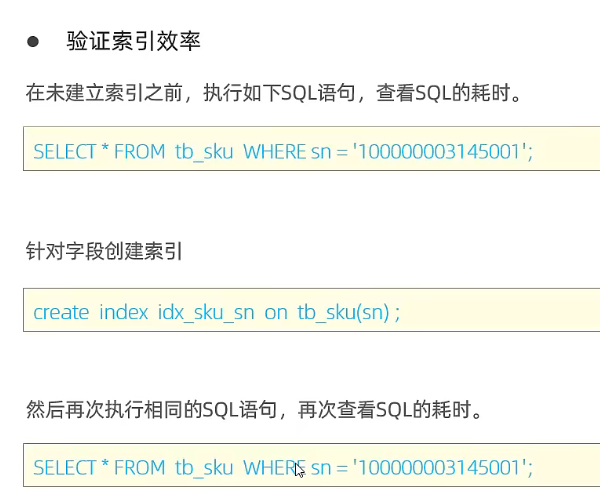 ● 验证索引效率
在未建立索引之前，执行如下SQL语句，查看SQL的耗时。
SELECT * FROM tb_sku WHERE sn = '100000003145001';
针对字段创建索引
create index idx_sku_sn on tb_sku(sn) ;
然后再次执行相同的SQL语句，再次查看SQL的耗时。
SELECT * FROM tb_sku WHERE sn = '100000003145001';